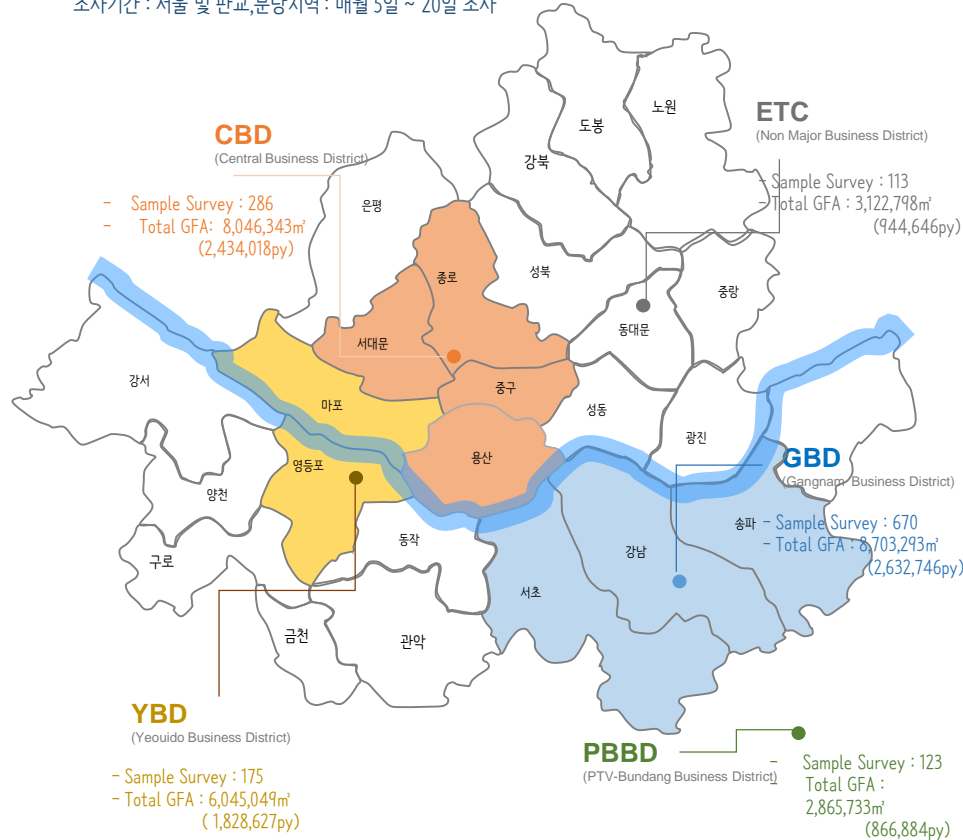 조사기간 : 서울 및 판교,분당지역 : 매월 5일 ~ 20일 조사
CBD
(Central Business District)
- Sample Survey : 286
- Total GFA: 8,046,343㎡
(2,434,018py)
ETC
(Non Major Business District)
- Sample Survey : 113
- Total GFA : 3,122,798㎡
(944,646py)
도봉
노원
강북
은평
성북
종로
중랑
동대문
서대문
강서
마포
중구
성동
광진
용산
영등포
양천
GBD
(Gangnam Business District)
- Sample Survey : 670
- Total GFA : 8,703,293㎡
(2,632,746py)
송파
강남
동작
구로
서초
금천
관악
YBD
(Yeouido Business District)
- Sample Survey : 175
- Total GFA : 6,045,049㎡
( 1,828,627py)
PBBD
(PTV-Bundang Business District)
- Sample Survey : 123
- Total GFA :
2,865,733㎡
(866,884py)